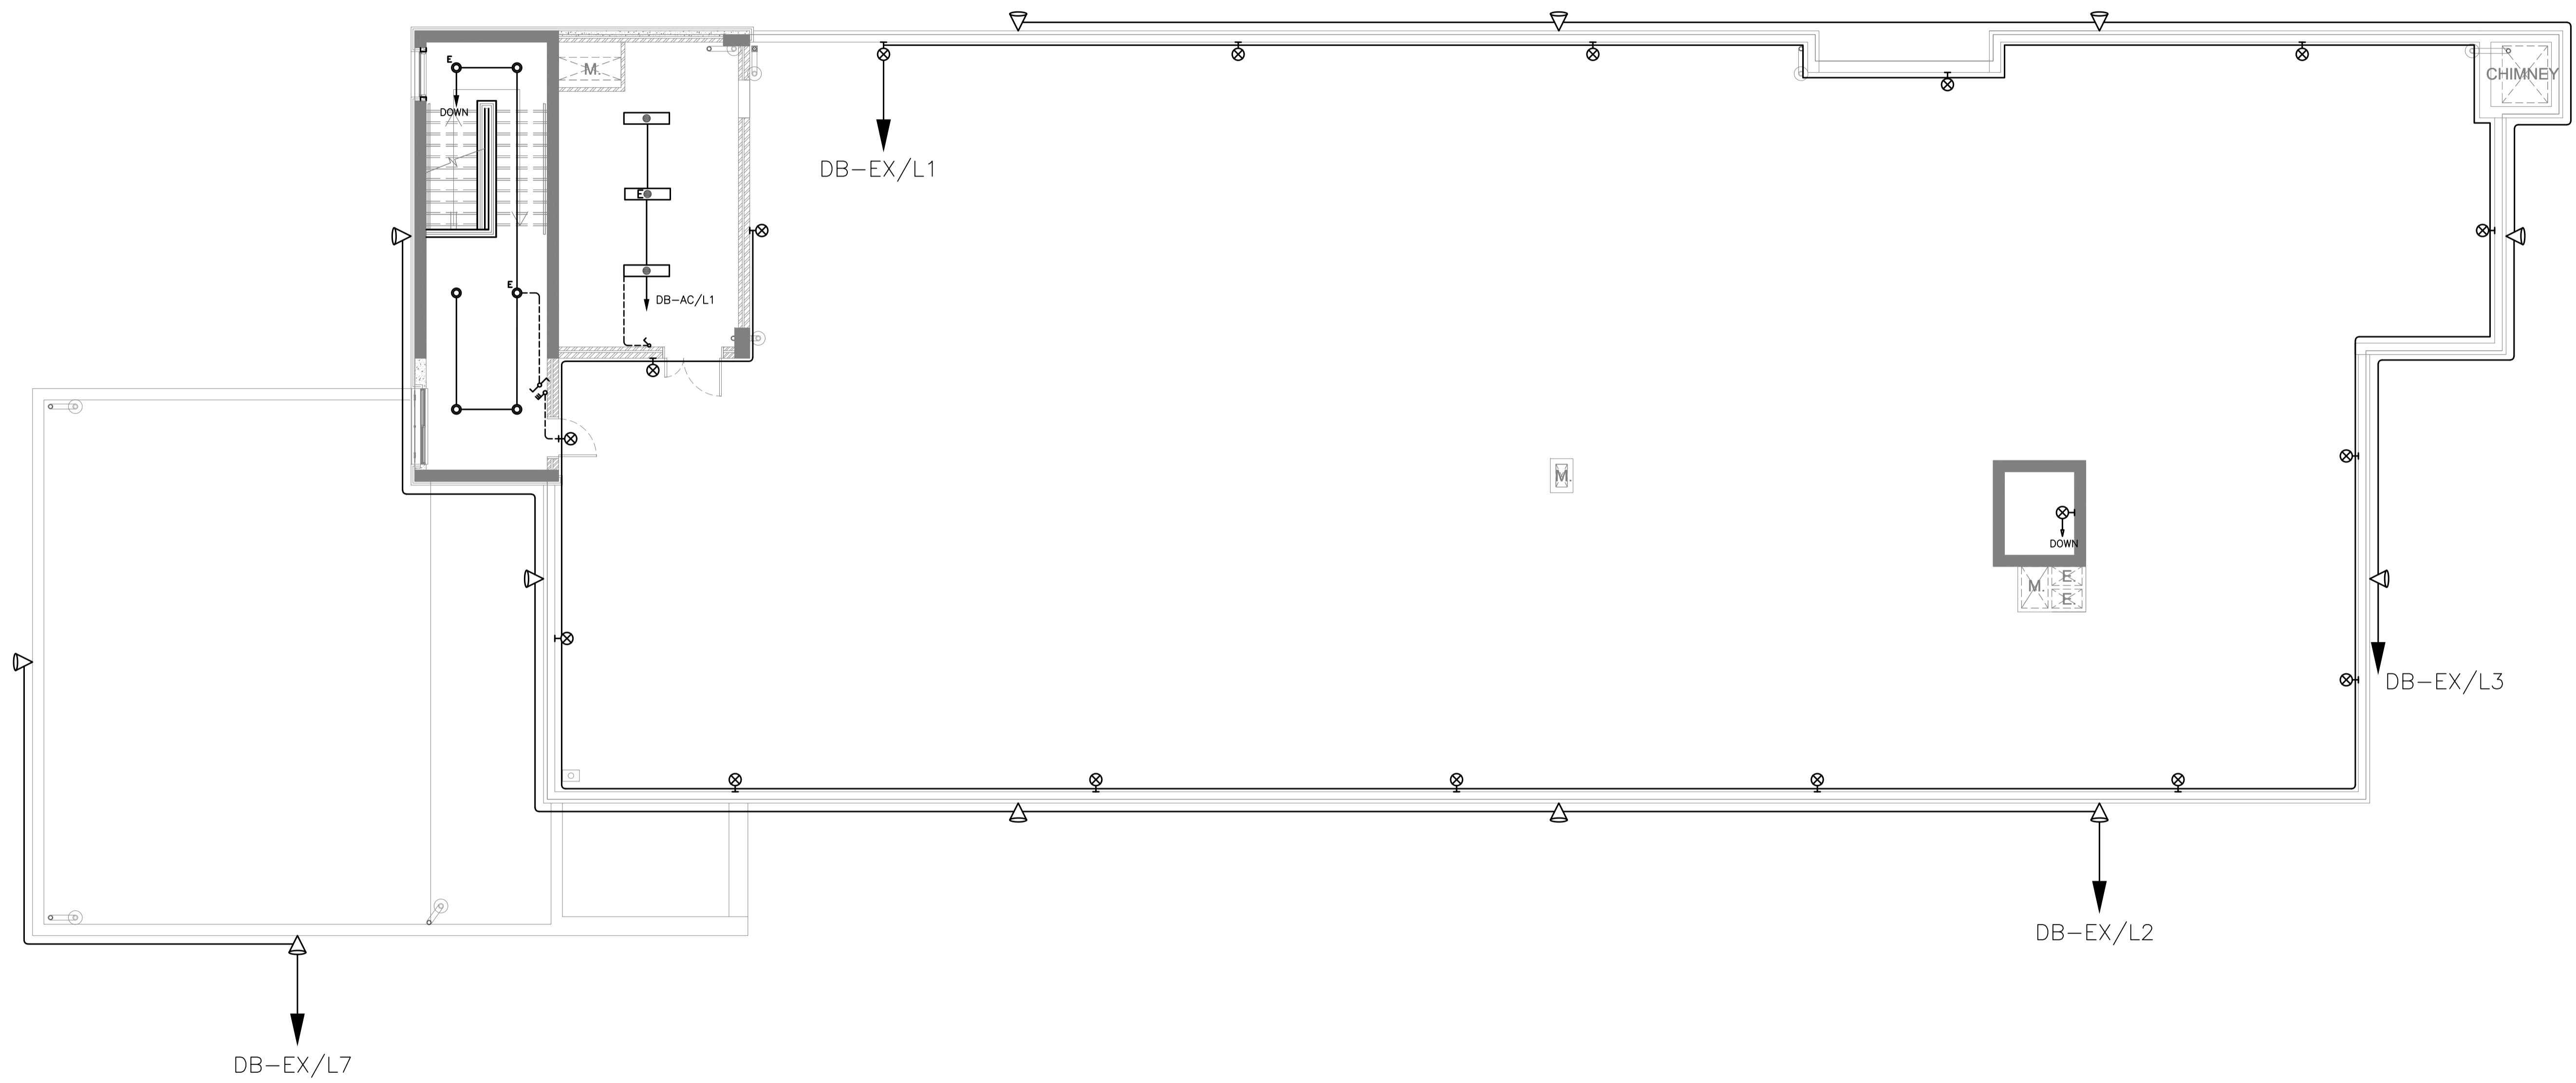 E
M.
CHIMNEY
DOWN
DB-EX/L1
E
E
DB-AC/L1
M.
DOWN
M.
E.
E.
DB-EX/L3
DB-EX/L2
DB-EX/L7